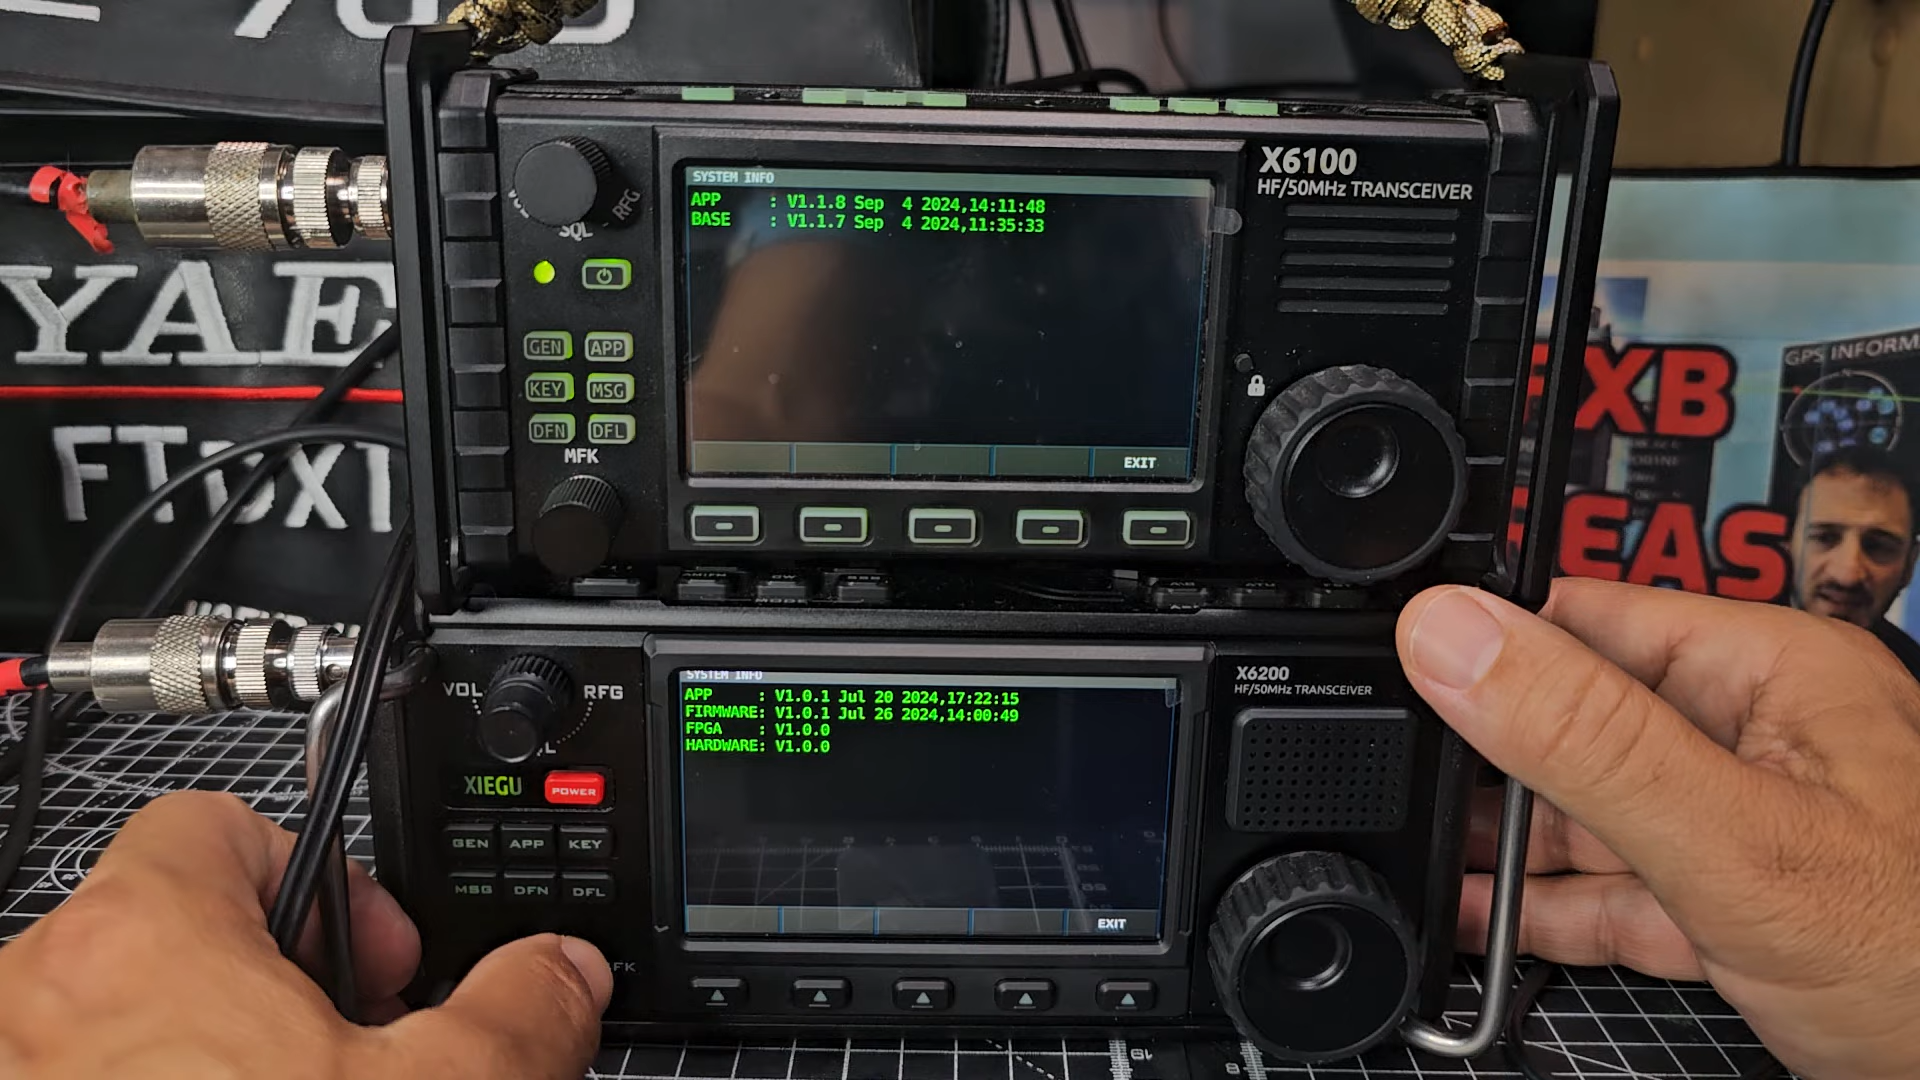 X6100
HF/50MHz TRANSCEIVER
SYSTEM INFO
APP : V1.1.8 Sep 4 2024,14:11:48
BASE : V1.1.7 Sep 4 2024,11:35:33
EXIT
RFG
SQL
GEN APP
KEY MSG
DFN DFL
MFK
YAE
FTDX1
GPS INFORM
XB
EAS
X6200
HF/50MHz TRANSCEIVER
SYSTEM INFO
APP : V1.0.1 Jul 20 2024,17:22:15
FIRMWARE: V1.0.1 Jul 26 2024,14:00:49
FPGA : V1.0.0
HARDWARE: V1.0.0
EXIT
VOL RFG
XIEGU POWER
GEN APP KEY
MSG DFN DFL